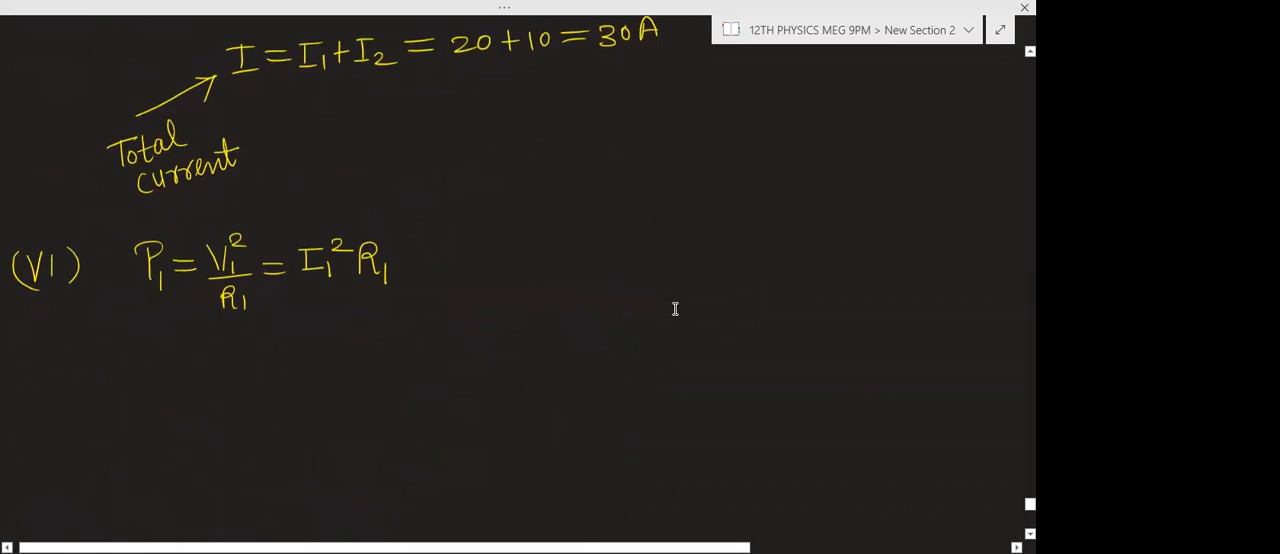 12TH PHYSICS MEG 9PM > New Section 2
I = I₁ + I₂ = 20 + 10 = 30 A
Total
current
(VI) P₁ = V₁²/R₁ = I₁² R₁